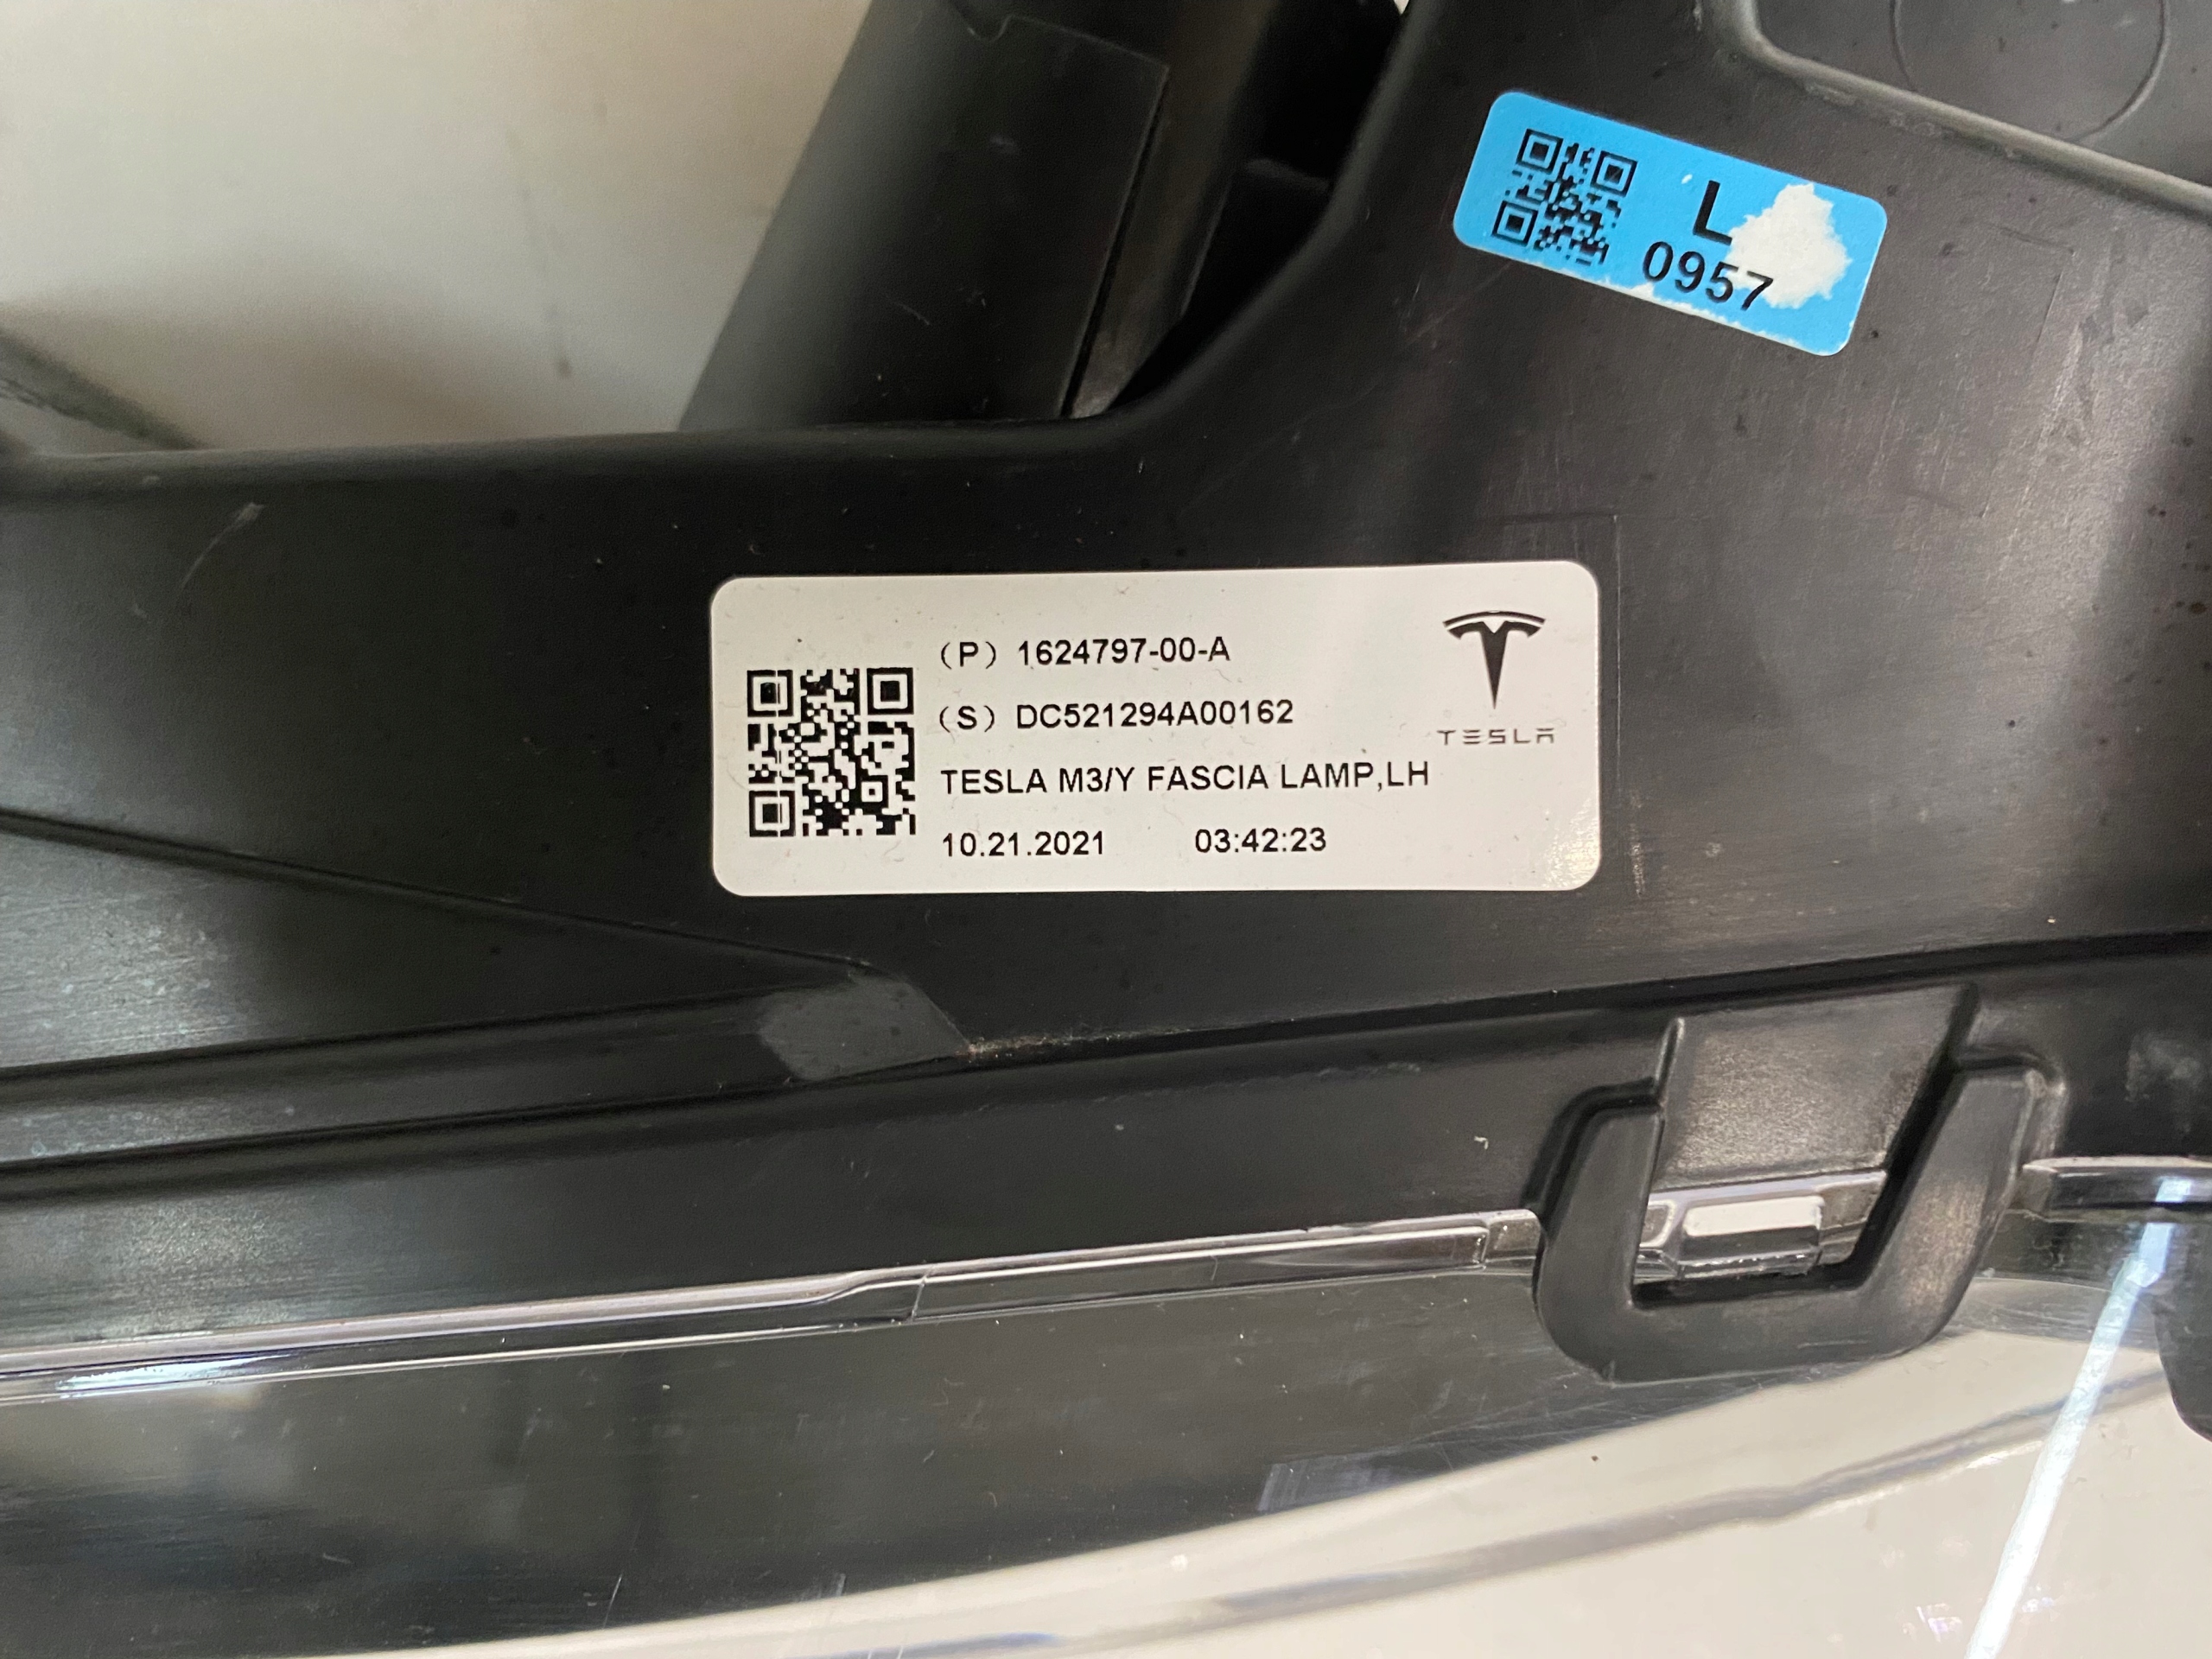 L
0957
(P) 1624797-00-A
(S) DC521294A00162
TESLA
TESLA M3/Y FASCIA LAMP,LH
10.21.2021 03:42:23